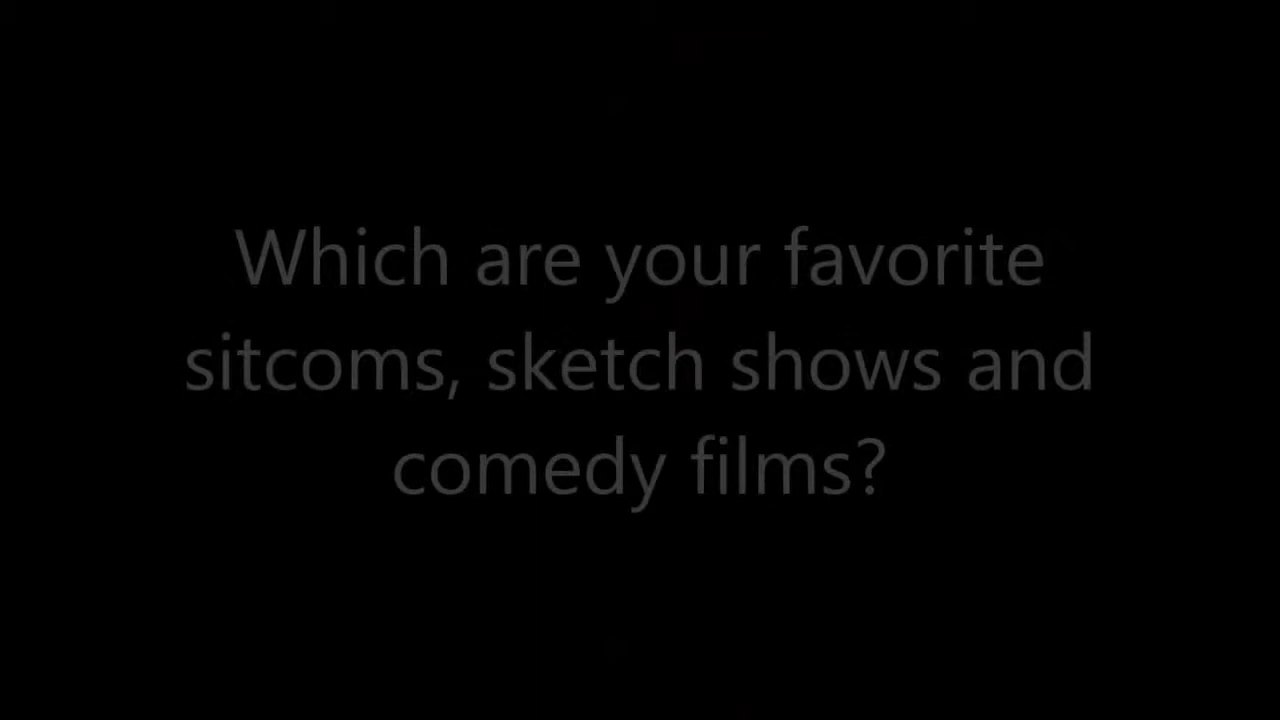 Which are your favorite
sitcoms, sketch shows and
comedy films?